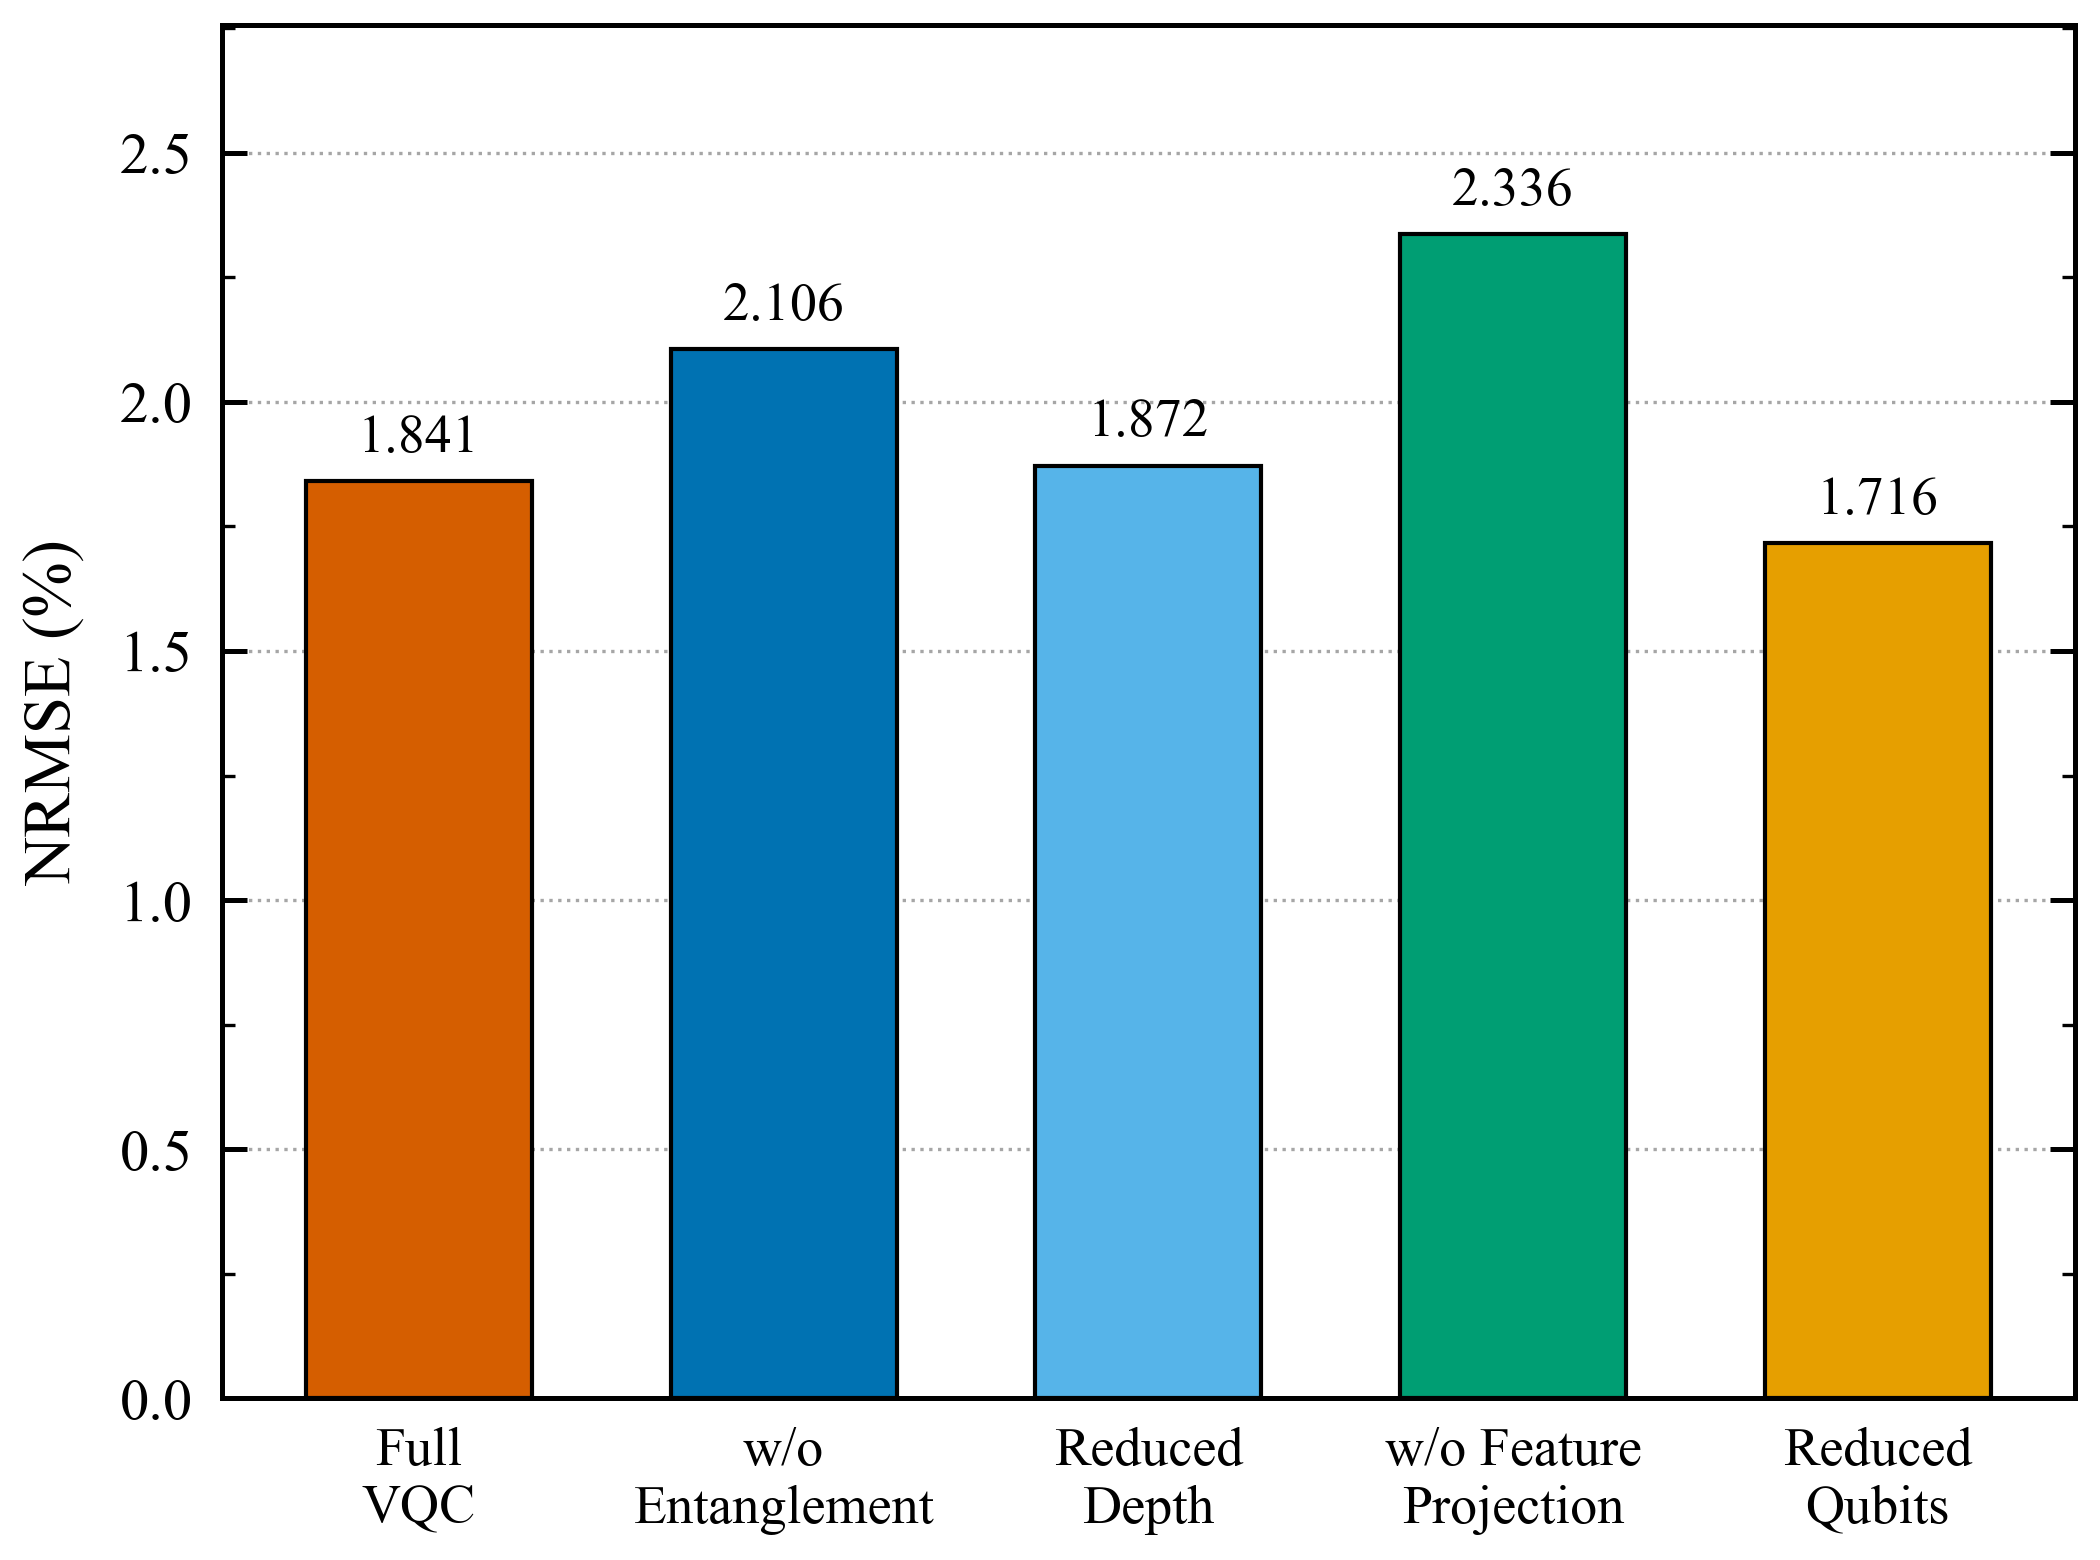 NRMSE (%)
2.5
2.0
1.5
1.0
0.5
0.0
1.841
2.106
1.872
2.336
1.716
Full
VQC
w/o
Entanglement
Reduced
Depth
w/o Feature
Projection
Reduced
Qubits